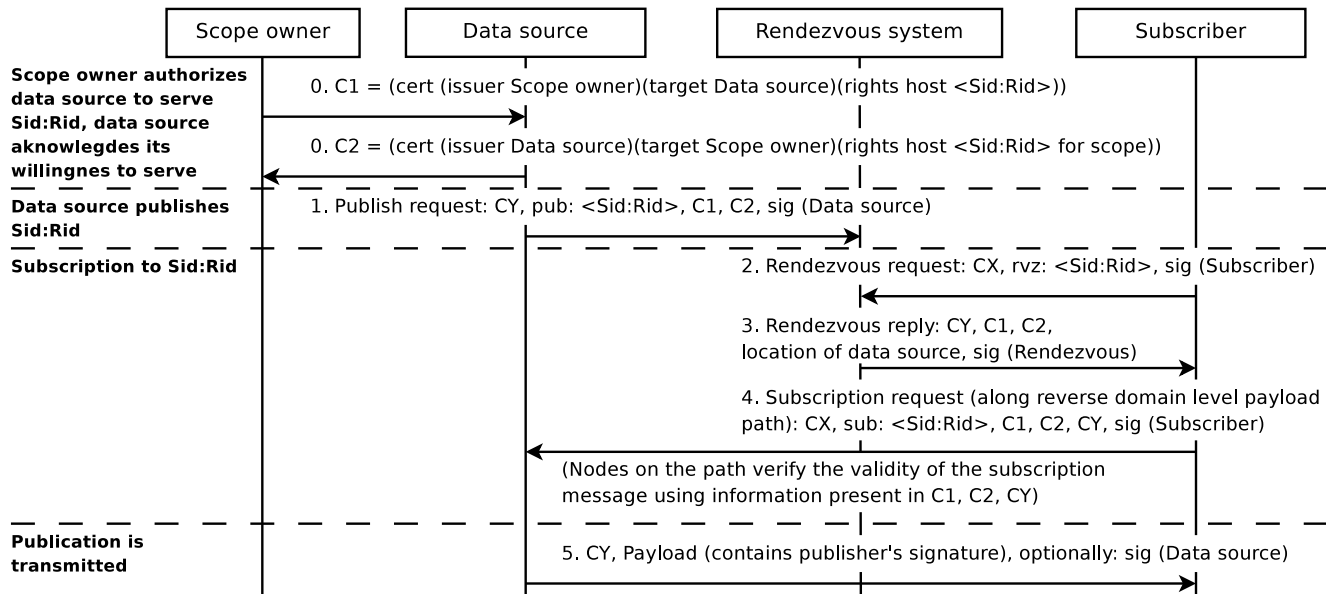 Scope owner
Data source
Rendezvous system
Subscriber
Scope owner authorizes
data source to serve
Sid:Rid, data source
aknowlegdes its
willingnes to serve
0. C1 = (cert (issuer Scope owner)(target Data source)(rights host <Sid:Rid>))
0. C2 = (cert (issuer Data source)(target Scope owner)(rights host <Sid:Rid> for scope))
Data source publishes
Sid:Rid
1. Publish request: CY, pub: <Sid:Rid>, C1, C2, sig (Data source)
Subscription to Sid:Rid
2. Rendezvous request: CX, rvz: <Sid:Rid>, sig (Subscriber)
3. Rendezvous reply: CY, C1, C2,
location of data source, sig (Rendezvous)
4. Subscription request (along reverse domain level payload
path): CX, sub: <Sid:Rid>, C1, C2, CY, sig (Subscriber)
(Nodes on the path verify the validity of the subscription
message using information present in C1, C2, CY)
Publication is
transmitted
5. CY, Payload (contains publisher's signature), optionally: sig (Data source)